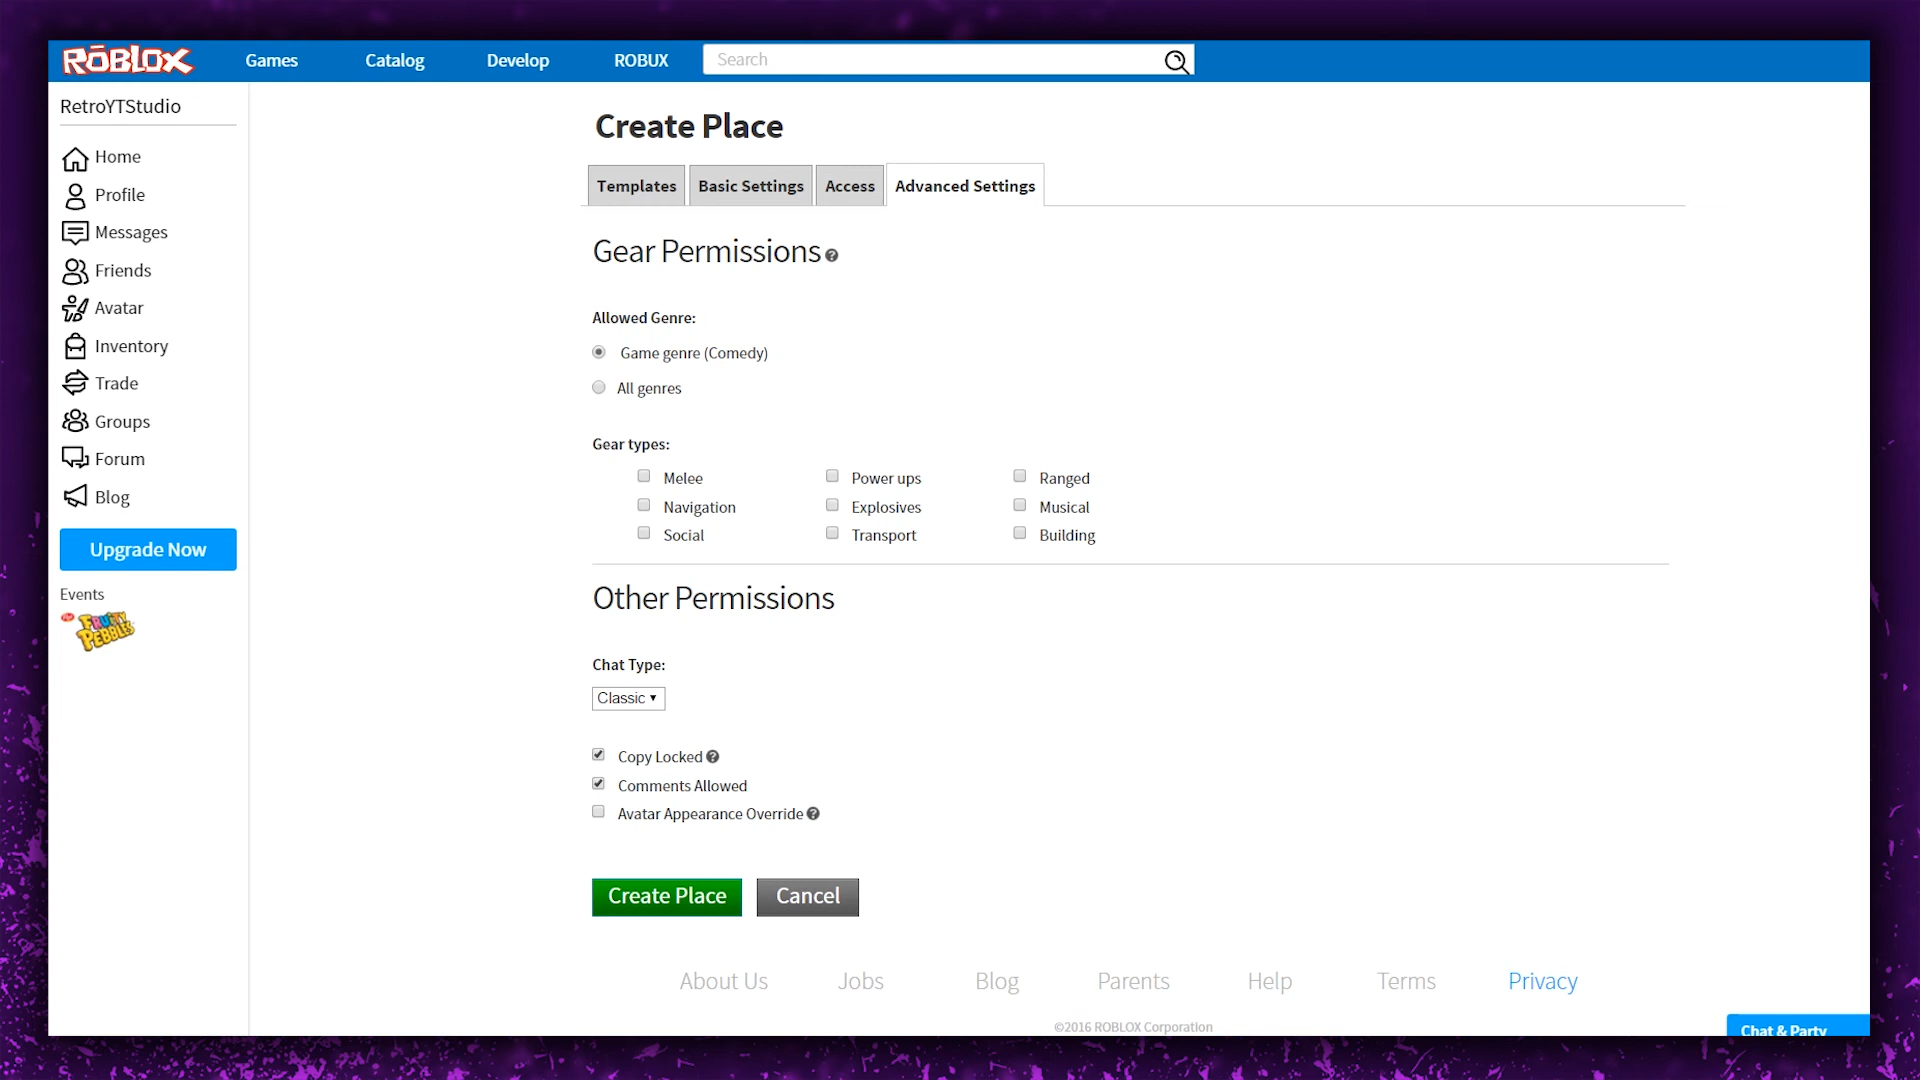 ROBLOX
Games
Catalog
Develop
ROBUX
Search
RetroYTStudio
Home
Profile
Messages
Friends
Avatar
Inventory
Trade
Groups
Forum
Blog
Upgrade Now
Events
FRUITY
PEBBLES
Create Place
Templates
Basic Settings
Access
Advanced Settings
Gear Permissions
Allowed Genre:
Game genre (Comedy)
All genres
Gear types:
Melee
Power ups
Ranged
Navigation
Explosives
Musical
Social
Transport
Building
Other Permissions
Chat Type:
Classic
Copy Locked
Comments Allowed
Avatar Appearance Override
Create Place
Cancel
About Us
Jobs
Blog
Parents
Help
Terms
Privacy
©2016 ROBLOX Corporation
Chat & Party